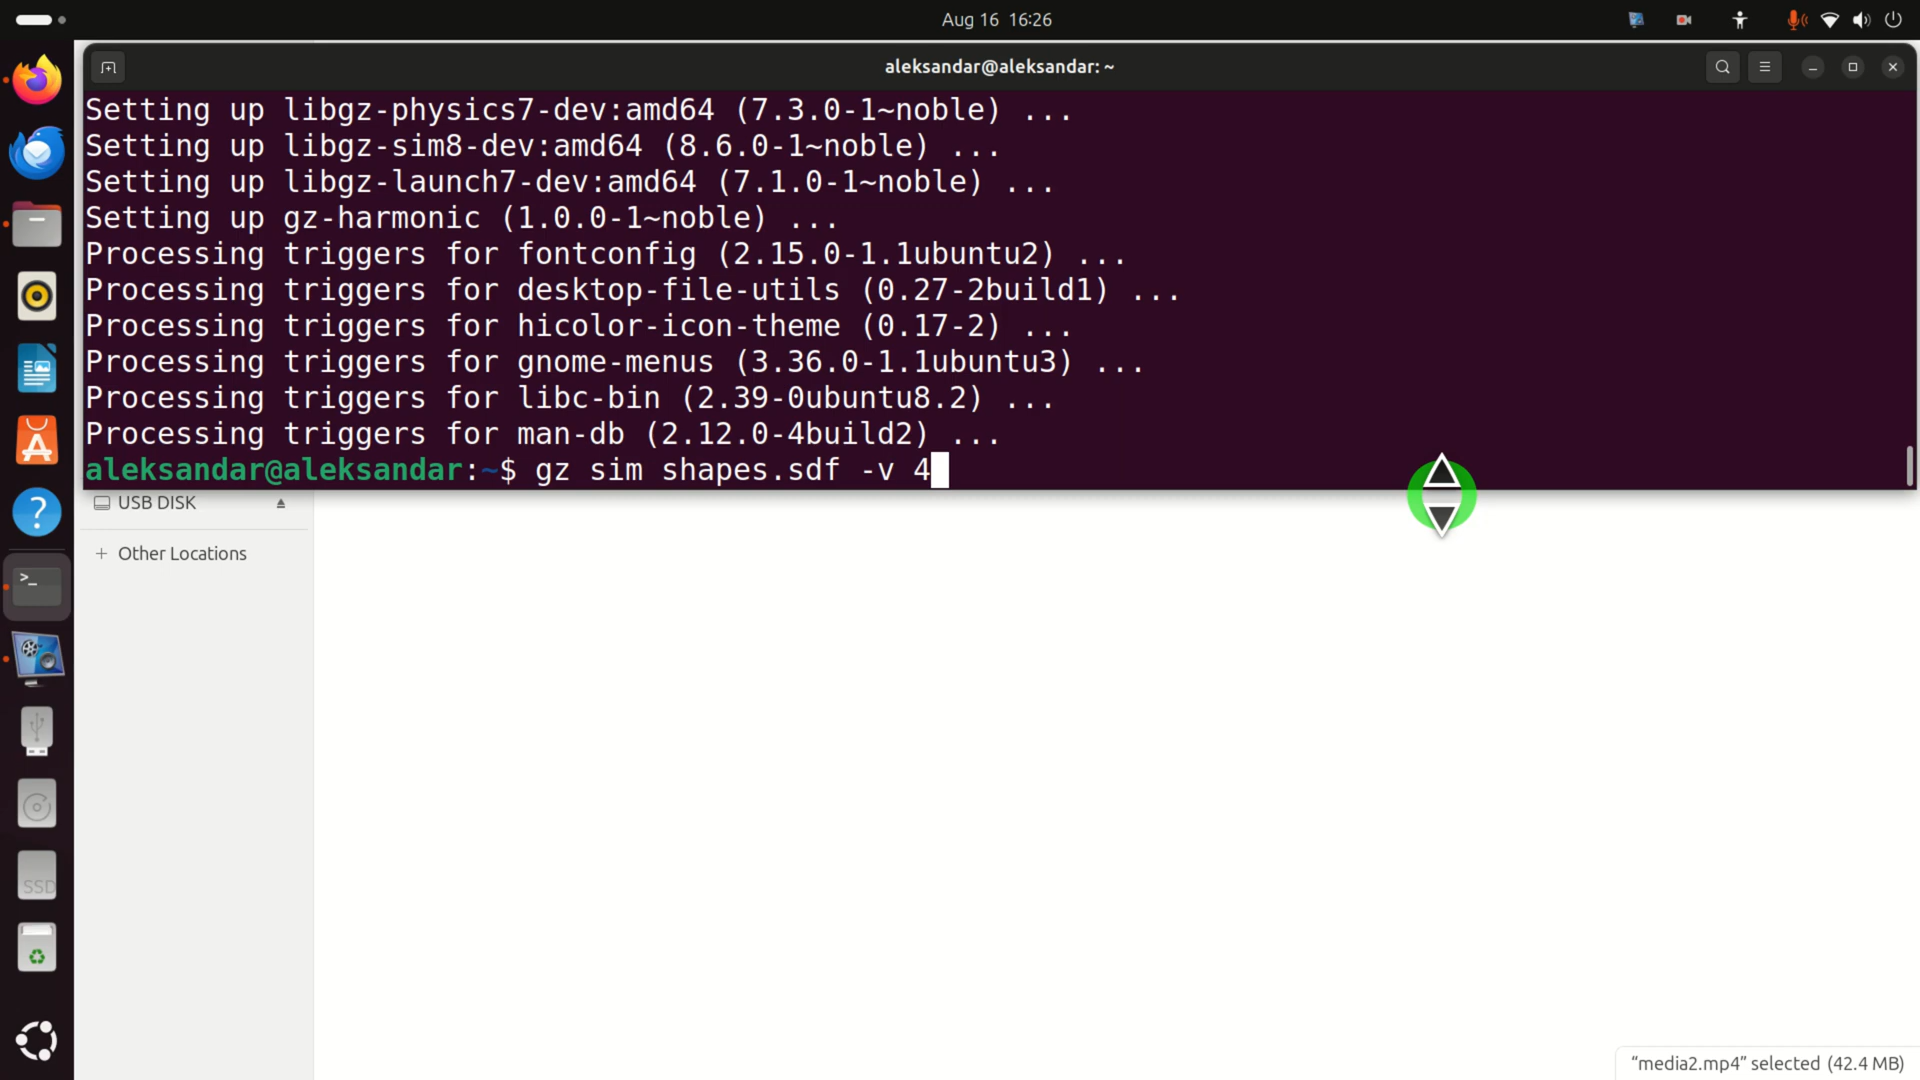 Aug 16 16:26
aleksandar@aleksandar: ~
Setting up libgz-physics7-dev:amd64 (7.3.0-1~noble) ...
Setting up libgz-sim8-dev:amd64 (8.6.0-1~noble) ...
Setting up libgz-launch7-dev:amd64 (7.1.0-1~noble) ...
Setting up gz-harmonic (1.0.0-1~noble) ...
Processing triggers for fontconfig (2.15.0-1.1ubuntu2) ...
Processing triggers for desktop-file-utils (0.27-2build1) ...
Processing triggers for hicolor-icon-theme (0.17-2) ...
Processing triggers for gnome-menus (3.36.0-1.1ubuntu3) ...
Processing triggers for libc-bin (2.39-0ubuntu8.2) ...
Processing triggers for man-db (2.12.0-4build2) ...
aleksandar@aleksandar:~$ gz sim shapes.sdf -v 4
USB DISK
+ Other Locations
SSD
“media2.mp4” selected (42.4 MB)